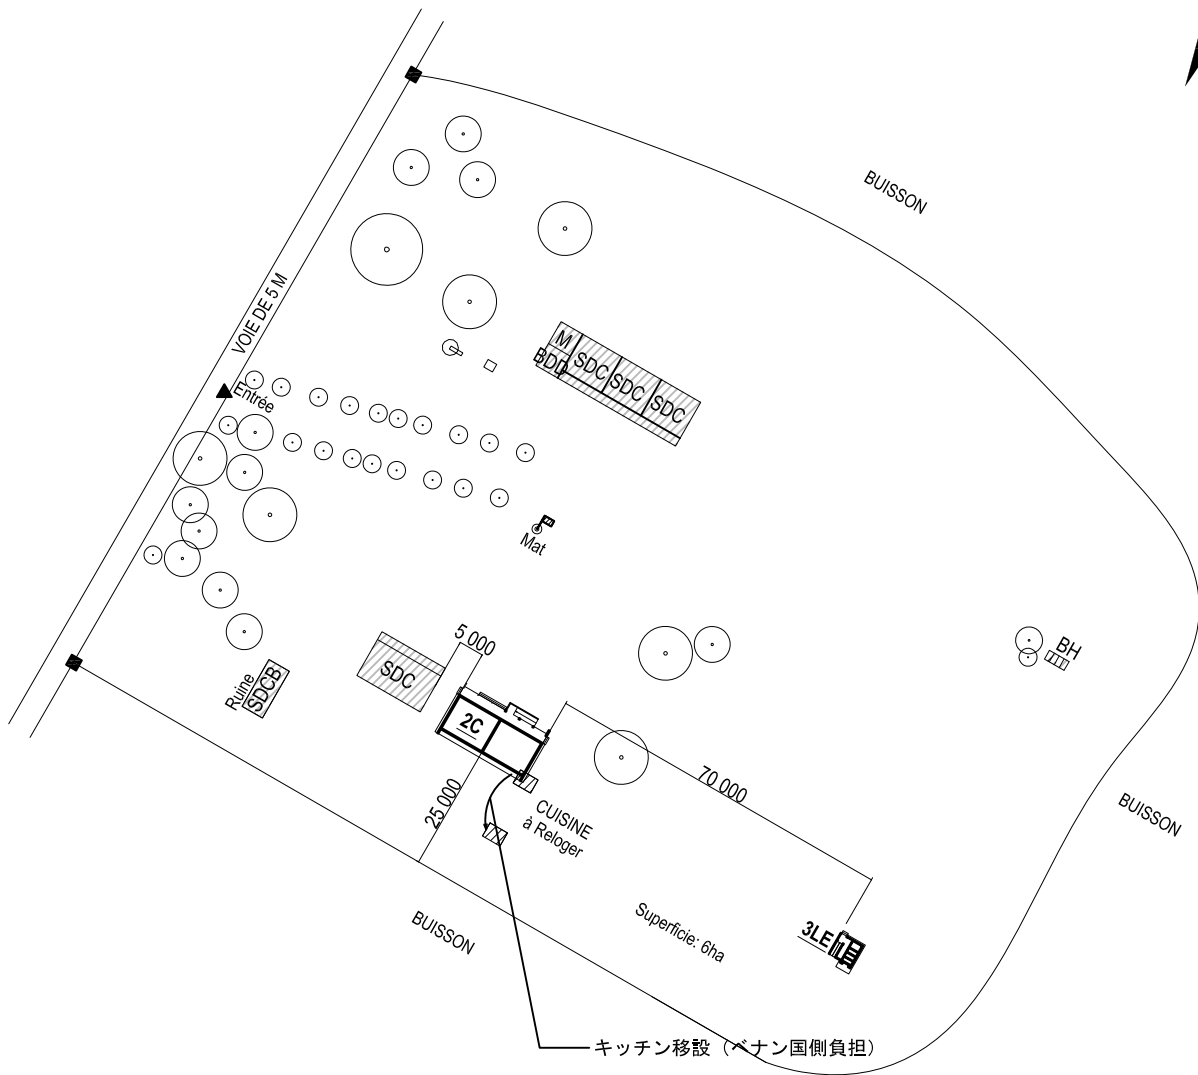 BUISSON
VOIE DE 5 M
M
BDD
SDC
SDC
SDC
Entrée
Mat
5 000
BH
SDC
Ruine
SDCB
2C
70 000
25 000
CUISINE
à Reloger
BUISSON
Superficie: 6ha
BUISSON
3LE
キッチン移設（ベナン国側負担）